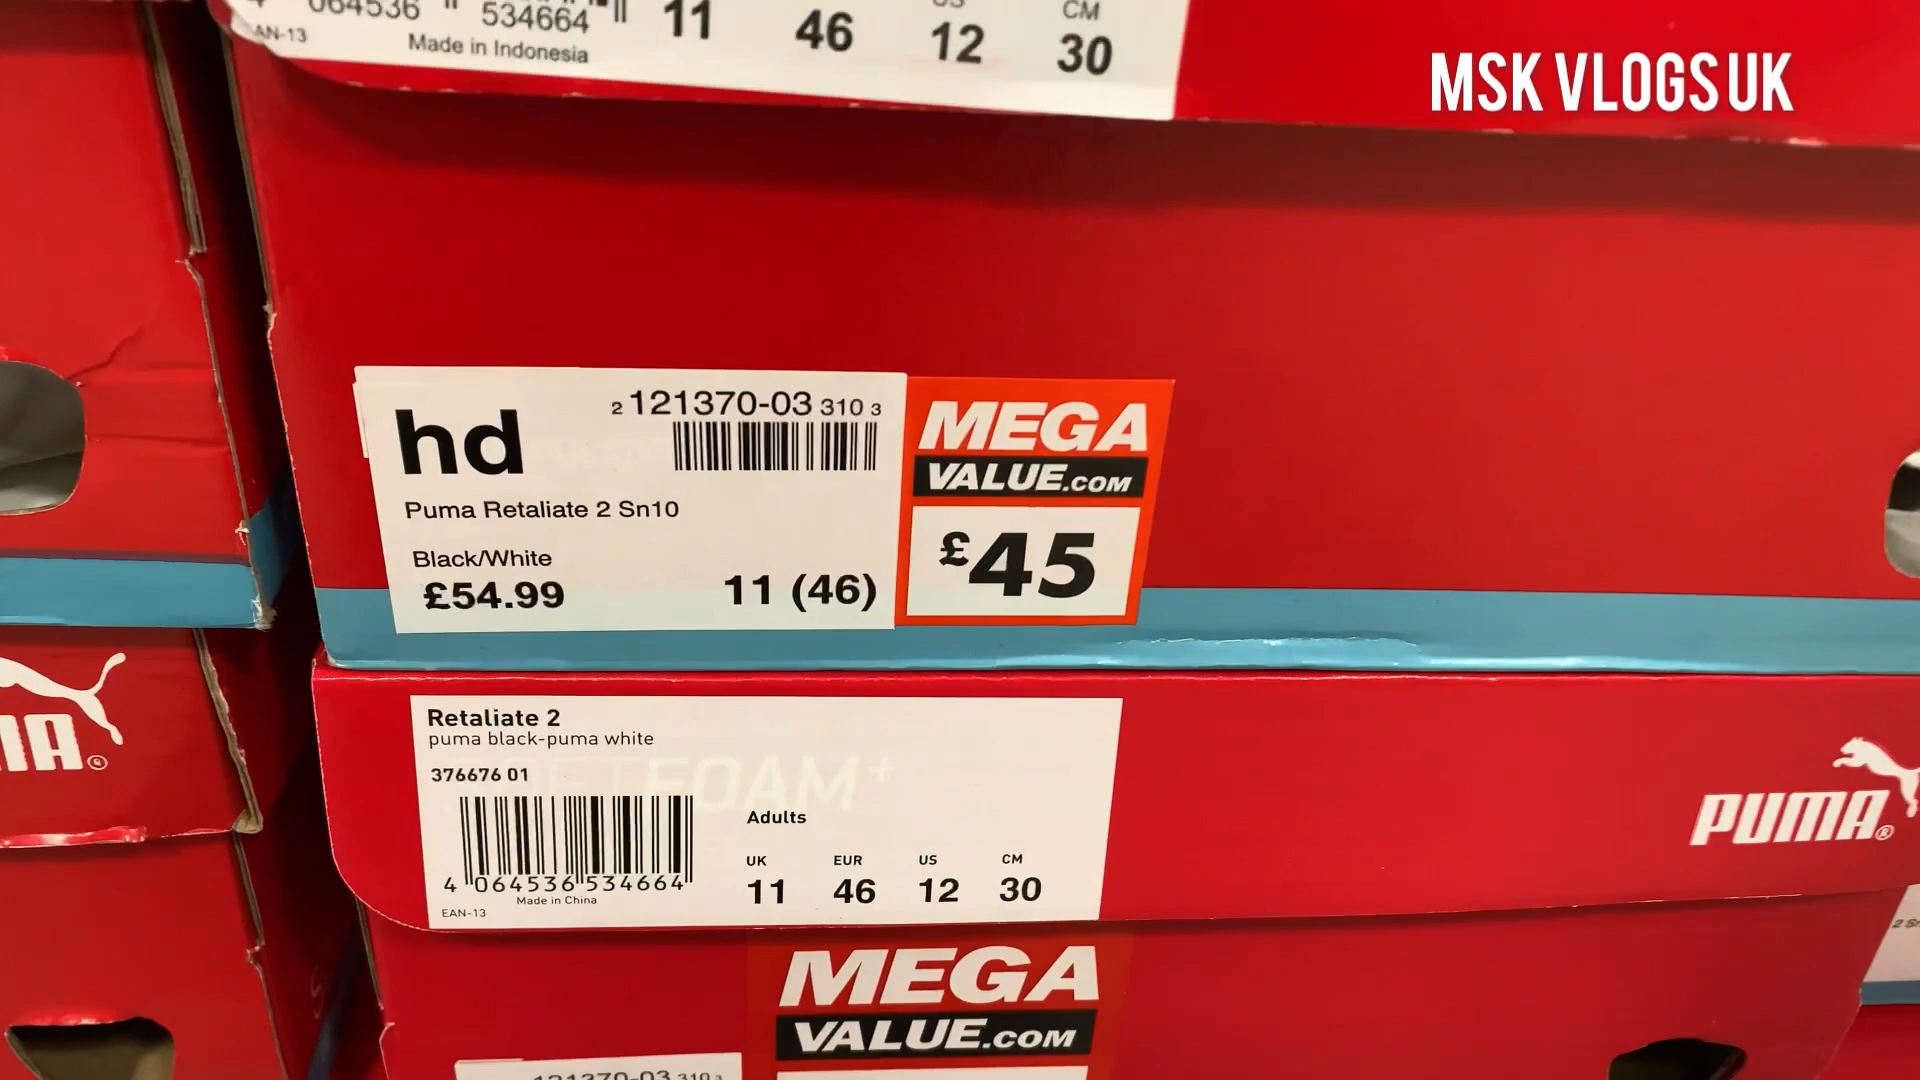 064536 534664
11 46 12 30
CM
AN-13
Made in Indonesia
MSK VLOGS UK
hd
2 121370-03 310 3
Puma Retaliate 2 Sn10
Black/White
£54.99 11 (46)
MEGA
VALUE.COM
£45
Retaliate 2
puma black-puma white
376676 01
SOFTFOAM+
4 064536 534664
Made in China
EAN-13
Adults
UK EUR US CM
11 46 12 30
PUMA
MEGA
VALUE.COM
121370-03 310 3